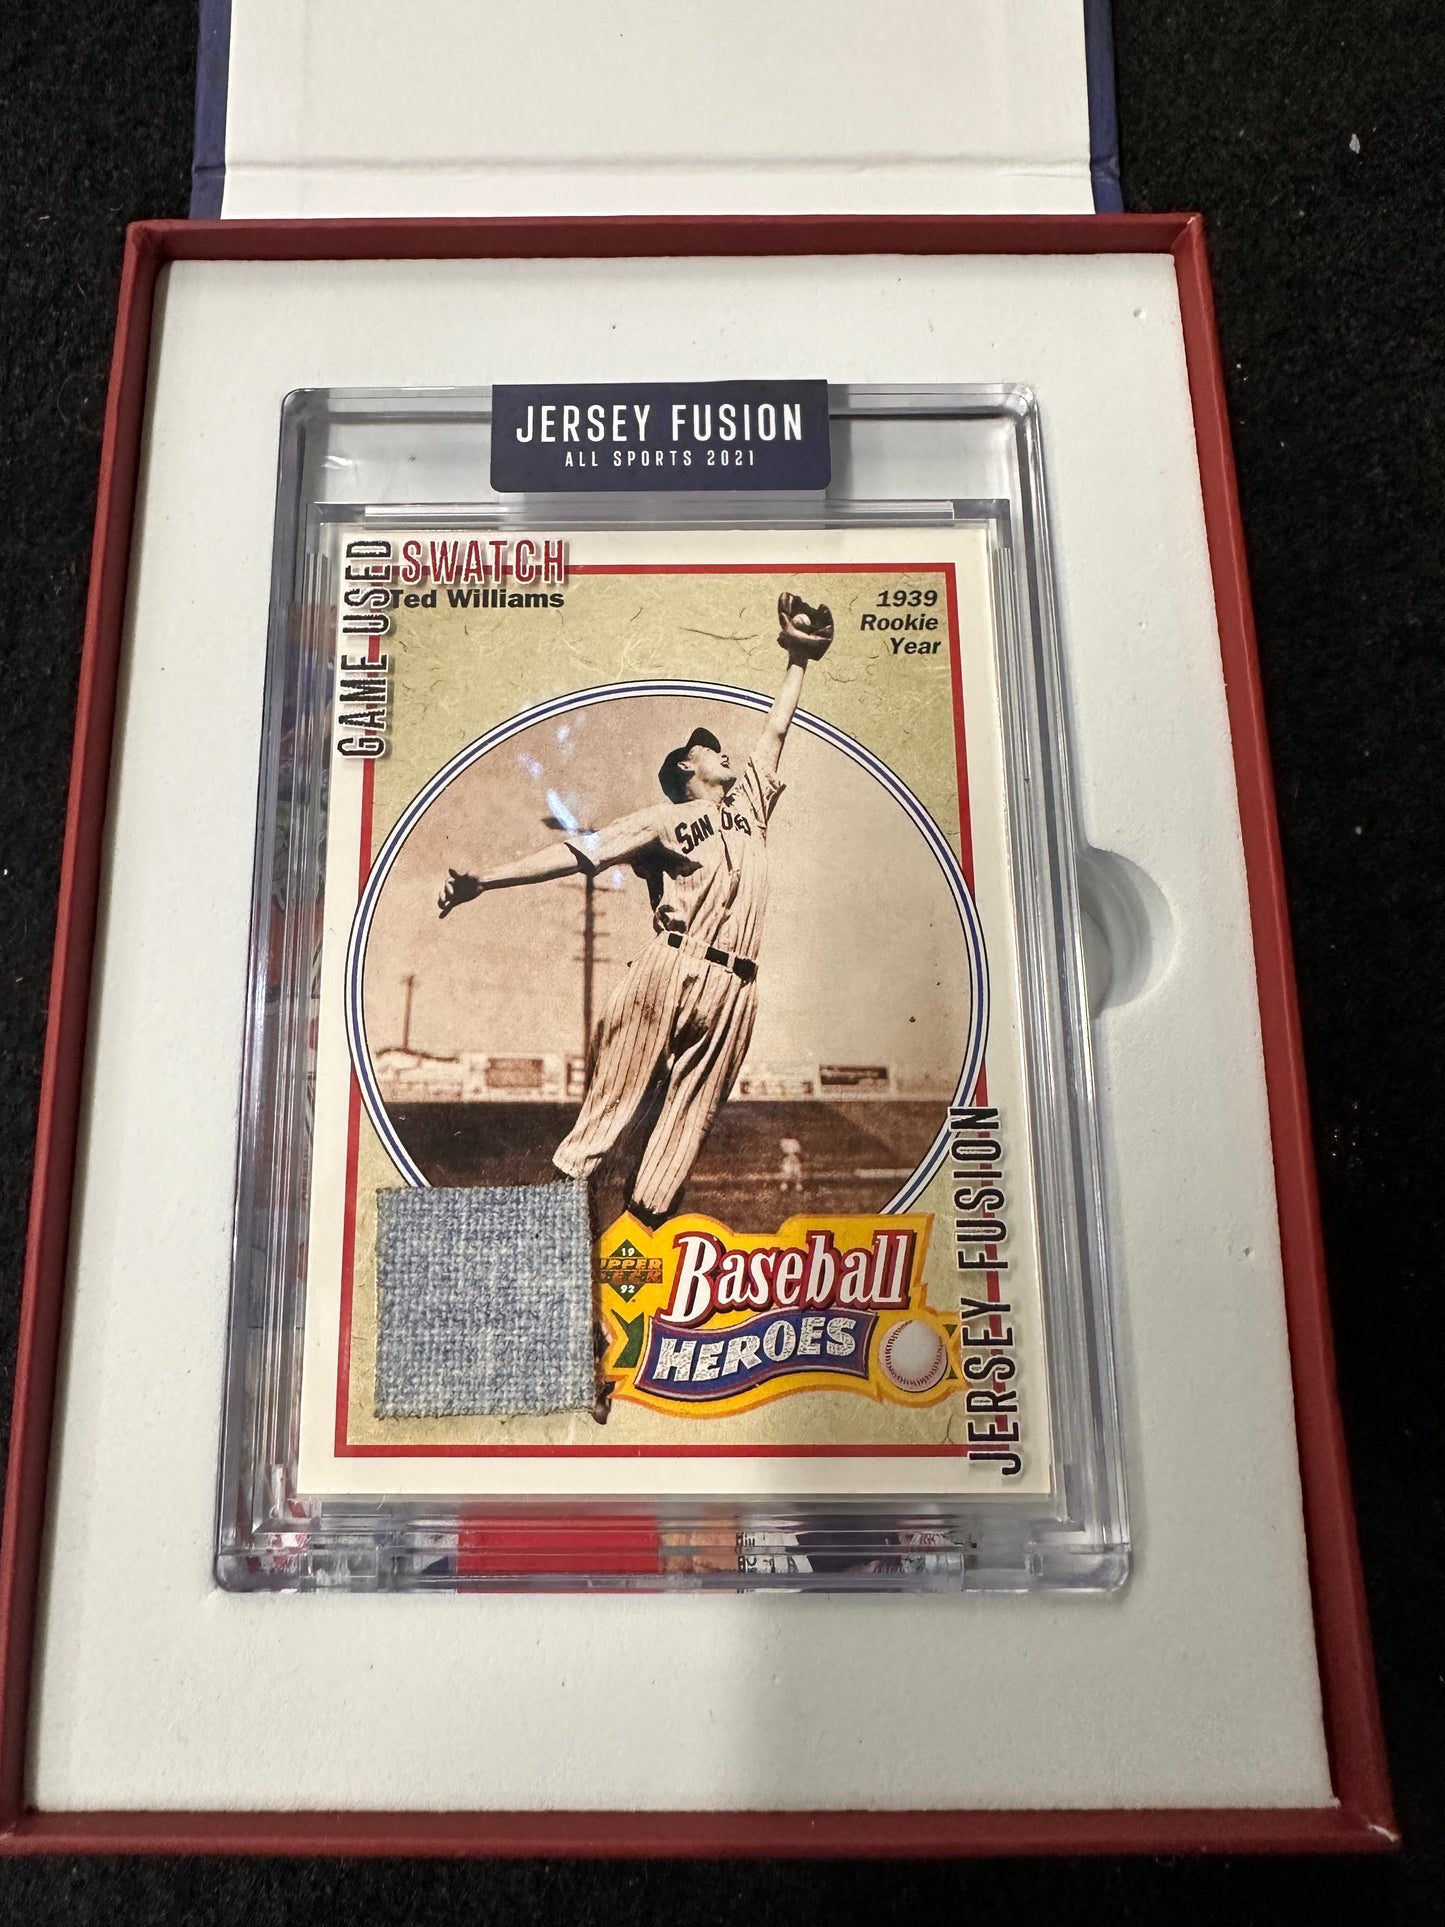 JERSEY FUSION
ALL SPORTS 2021
GAME USED
SWATCH
Ted Williams
1939
Rookie
Year
SAN
19
UPPER
DECK
92
Baseball
HEROES
JERSEY FUSION